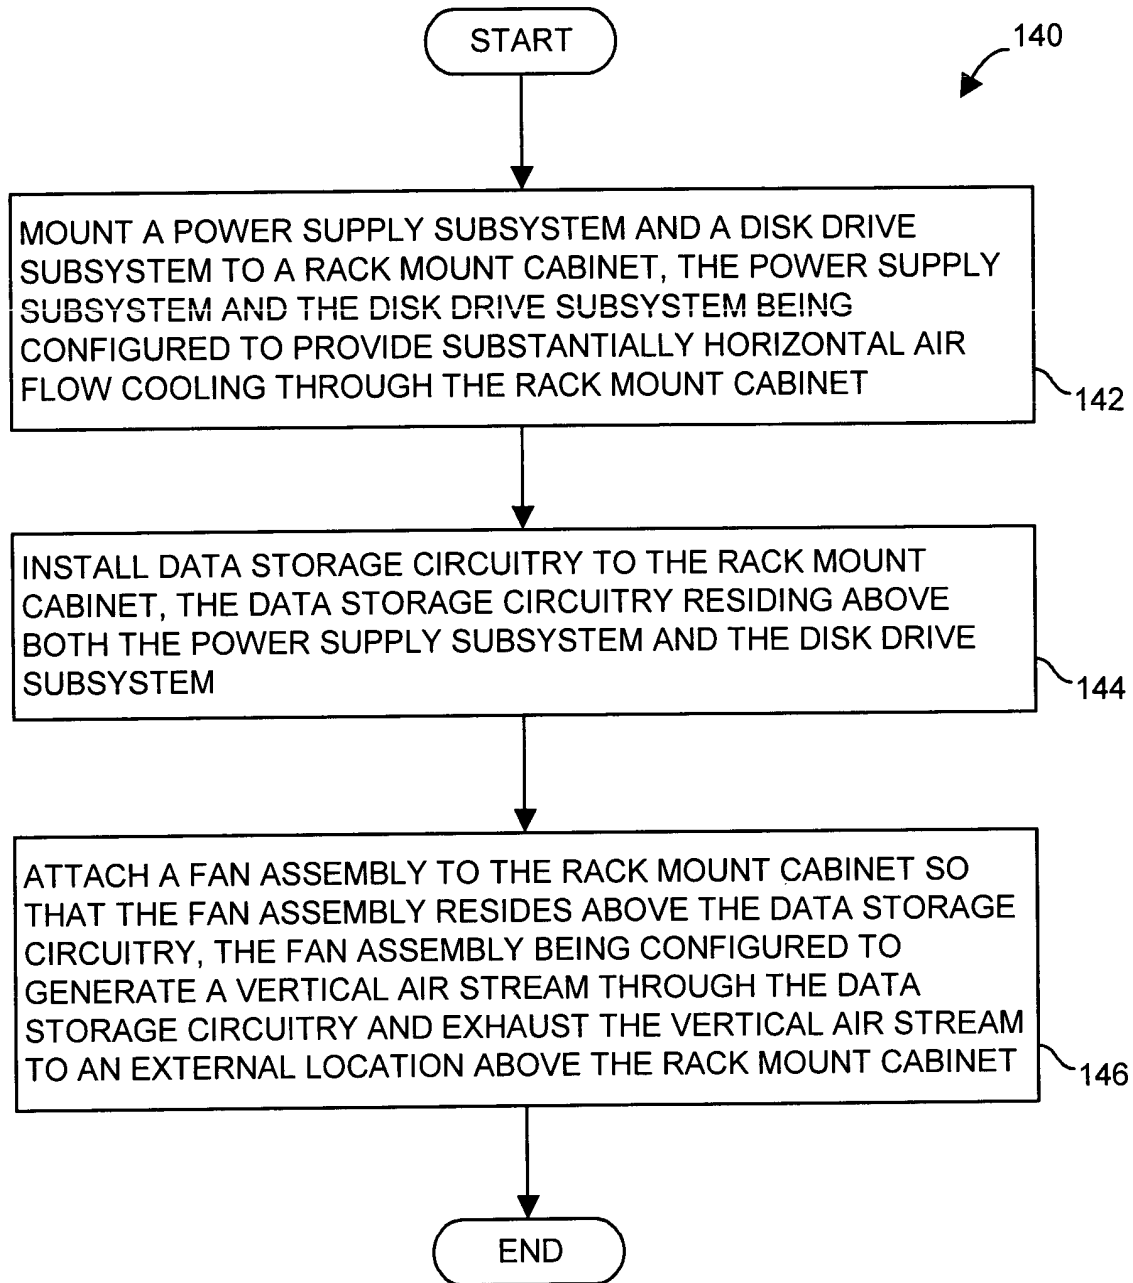 START
140
MOUNT A POWER SUPPLY SUBSYSTEM AND A DISK DRIVE
SUBSYSTEM TO A RACK MOUNT CABINET, THE POWER SUPPLY
SUBSYSTEM AND THE DISK DRIVE SUBSYSTEM BEING
CONFIGURED TO PROVIDE SUBSTANTIALLY HORIZONTAL AIR
FLOW COOLING THROUGH THE RACK MOUNT CABINET
142
INSTALL DATA STORAGE CIRCUITRY TO THE RACK MOUNT
CABINET, THE DATA STORAGE CIRCUITRY RESIDING ABOVE
BOTH THE POWER SUPPLY SUBSYSTEM AND THE DISK DRIVE
SUBSYSTEM
144
ATTACH A FAN ASSEMBLY TO THE RACK MOUNT CABINET SO
THAT THE FAN ASSEMBLY RESIDES ABOVE THE DATA STORAGE
CIRCUITRY, THE FAN ASSEMBLY BEING CONFIGURED TO
GENERATE A VERTICAL AIR STREAM THROUGH THE DATA
STORAGE CIRCUITRY AND EXHAUST THE VERTICAL AIR STREAM
TO AN EXTERNAL LOCATION ABOVE THE RACK MOUNT CABINET
146
END